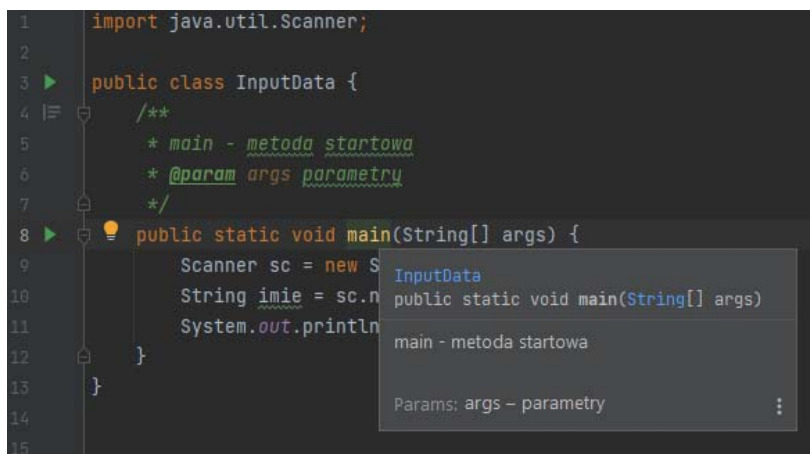 1 import java.util.Scanner;
2
3 public class InputData {
4 /**
5 * main - metoda startowa
6 * @param args parametry
7 */
8 public static void main(String[] args) {
9 Scanner sc = new S
10 String imie = sc.n
11 System.out.println
12 }
13 }
14
15
InputData
public static void main(String[] args)
main - metoda startowa
Params: args – parametry